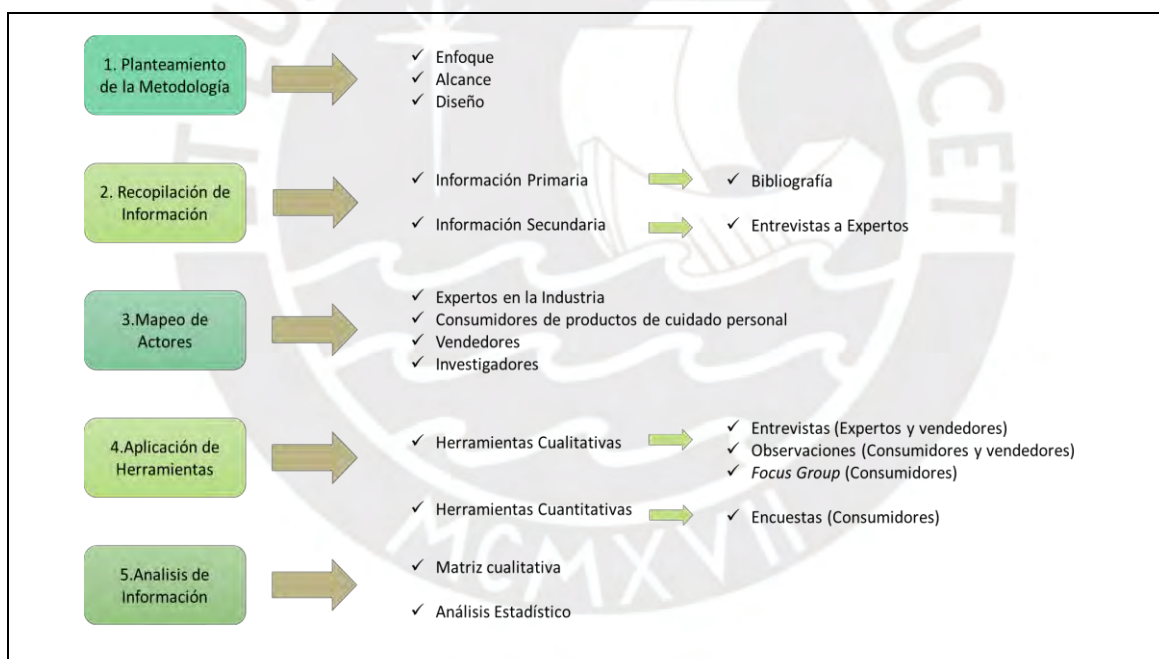 1. Planteamiento
de la Metodología
✓ Enfoque
✓ Alcance
✓ Diseño
2. Recopilación de
Información
✓ Información Primaria
✓ Bibliografía
✓ Información Secundaria
✓ Entrevistas a Expertos
3.Mapeo de
Actores
✓ Expertos en la Industria
✓ Consumidores de productos de cuidado personal
✓ Vendedores
✓ Investigadores
4.Aplicación de
Herramientas
✓ Herramientas Cualitativas
✓ Entrevistas (Expertos y vendedores)
✓ Observaciones (Consumidores y vendedores)
✓ Focus Group (Consumidores)
✓ Herramientas Cuantitativas
✓ Encuestas (Consumidores)
5.Analisis de
Información
✓ Matriz cualitativa
✓ Análisis Estadístico
MCMXVII